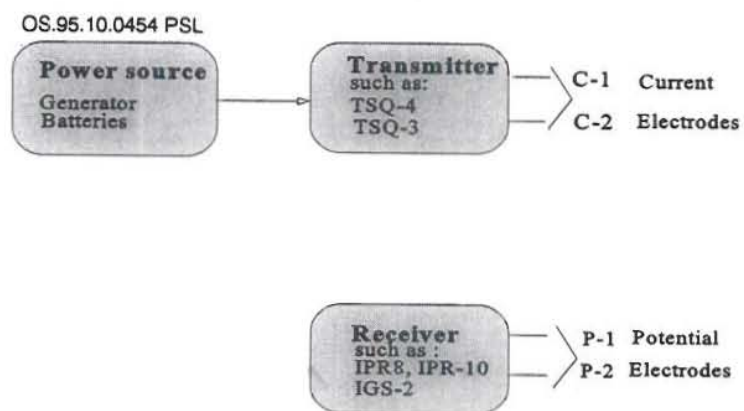 OS.95.10.0454 PSL
Power source
Generator
Batteries
Transmitter
such as:
TSQ-4
TSQ-3
C-1 Current
C-2 Electrodes
Receiver
such as :
IPR8, IPR-10
IGS-2
P-1 Potential
P-2 Electrodes